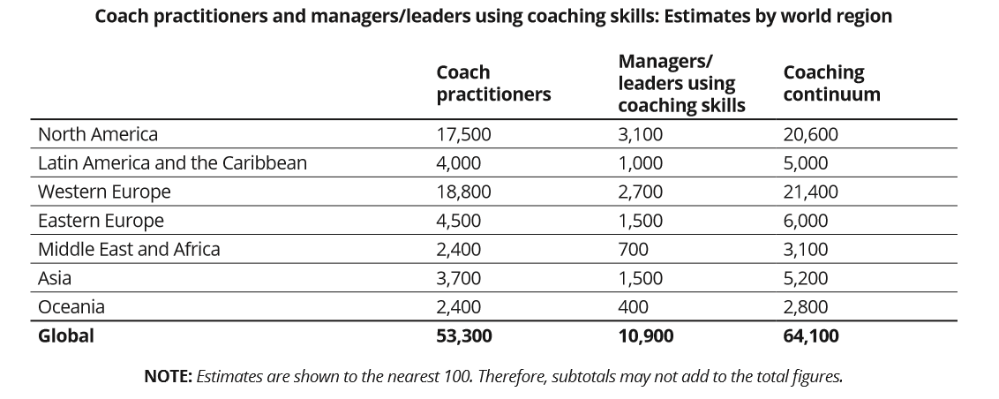 Coach practitioners and managers/leaders using coaching skills: Estimates by world region
Coach practitioners Managers/ leaders using coaching skills Coaching continuum
North America 17,500 3,100 20,600
Latin America and the Caribbean 4,000 1,000 5,000
Western Europe 18,800 2,700 21,400
Eastern Europe 4,500 1,500 6,000
Middle East and Africa 2,400 700 3,100
Asia 3,700 1,500 5,200
Oceania 2,400 400 2,800
Global 53,300 10,900 64,100
NOTE: Estimates are shown to the nearest 100. Therefore, subtotals may not add to the total figures.